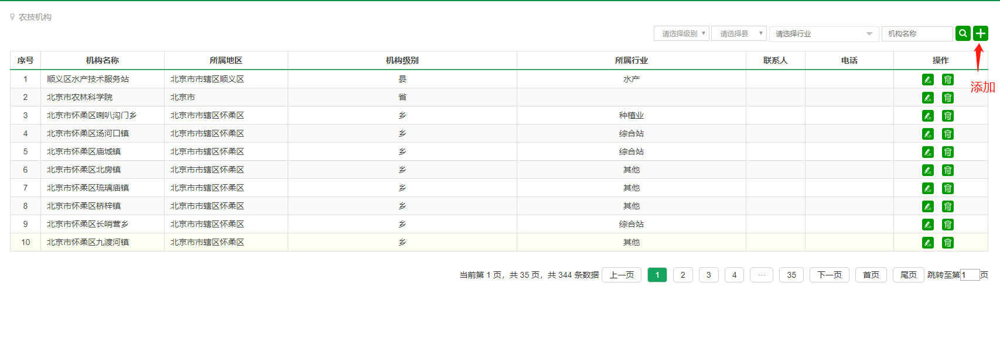 农技机构
请选择级别 请选择县 请选择行业 机构名称
序号 机构名称 所属地区 机构级别 所属行业 联系人 电话 操作
添加
1 顺义区水产技术服务站 北京市市辖区顺义区 县 水产
2 北京市农林科学院 北京市 省
3 北京市怀柔区喇叭沟门乡 北京市市辖区怀柔区 乡 种植业
4 北京市怀柔区汤河口镇 北京市市辖区怀柔区 乡 综合站
5 北京市怀柔区庙城镇 北京市市辖区怀柔区 乡 综合站
6 北京市怀柔区北房镇 北京市市辖区怀柔区 乡 其他
7 北京市怀柔区琉璃庙镇 北京市市辖区怀柔区 乡 其他
8 北京市怀柔区桥梓镇 北京市市辖区怀柔区 乡 其他
9 北京市怀柔区长哨营乡 北京市市辖区怀柔区 乡 综合站
10 北京市怀柔区九渡河镇 北京市市辖区怀柔区 乡 其他
当前第 1 页，共 35 页，共 344 条数据 上一页 1 2 3 4 ··· 35 下一页 首页 尾页 跳转至第1页